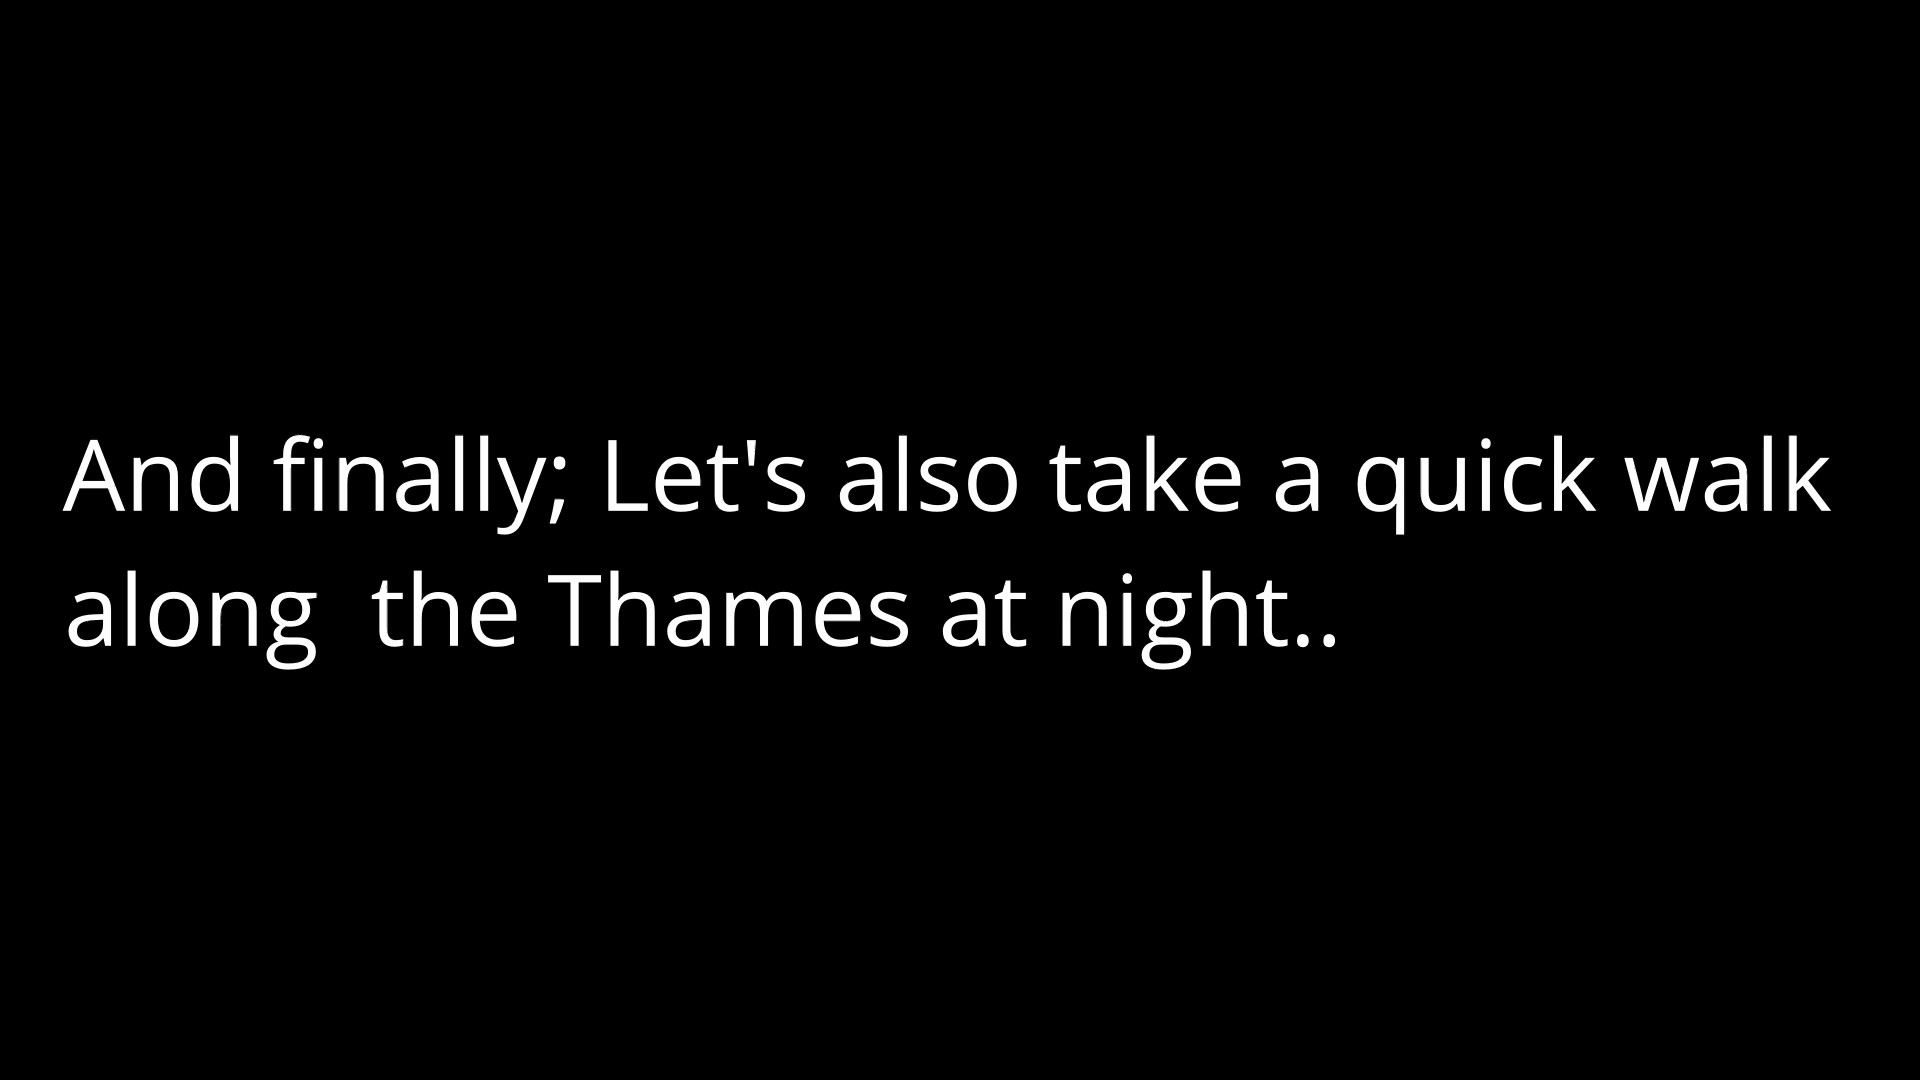 And finally; Let's also take a quick walk
along  the Thames at night..